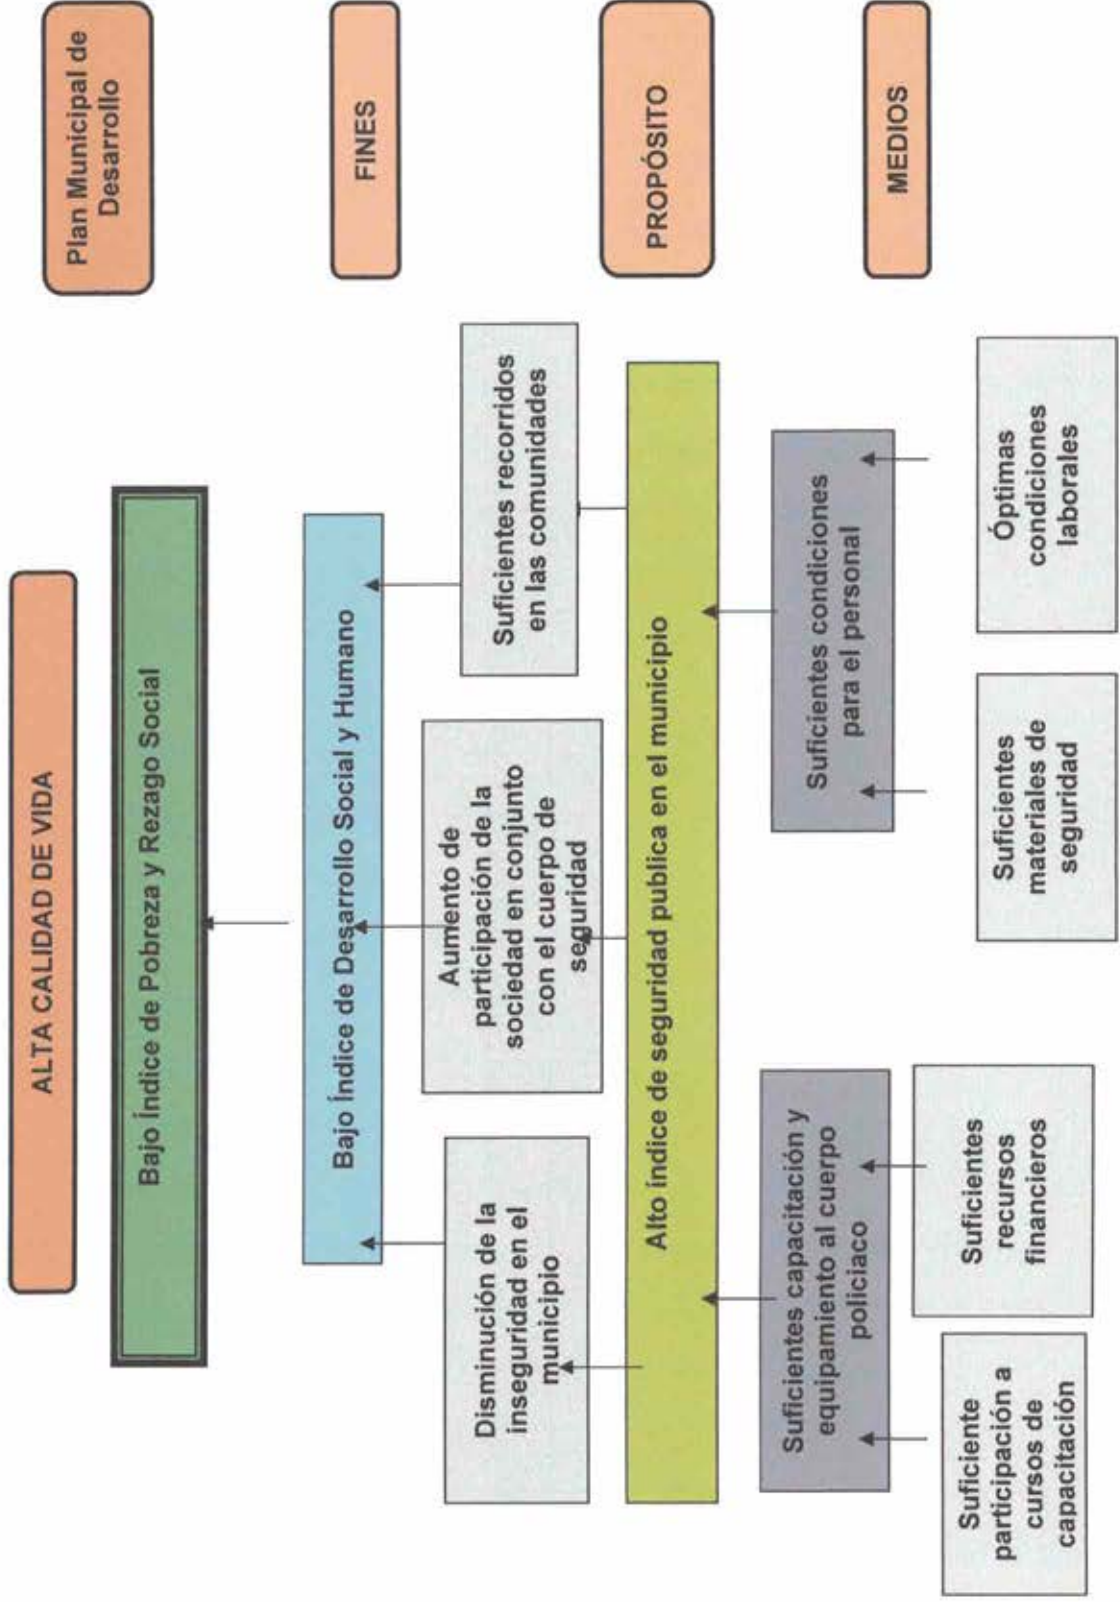 ALTA CALIDAD DE VIDA
Plan Municipal de
Desarrollo
Bajo Índice de Pobreza y Rezago Social
Bajo Índice de Desarrollo Social y Humano
FINES
Disminución de la
inseguridad en el
municipio
Aumento de
participación de la
sociedad en conjunto
con el cuerpo de
seguridad
Suficientes recorridos
en las comunidades
Alto índice de seguridad publica en el municipio
PROPÓSITO
Suficientes capacitación y
equipamiento al cuerpo
policiaco
Suficientes condiciones
para el personal
MEDIOS
Suficiente
participación a
cursos de
capacitación
Suficientes
recursos
financieros
Suficientes
materiales de
seguridad
Óptimas
condiciones
laborales